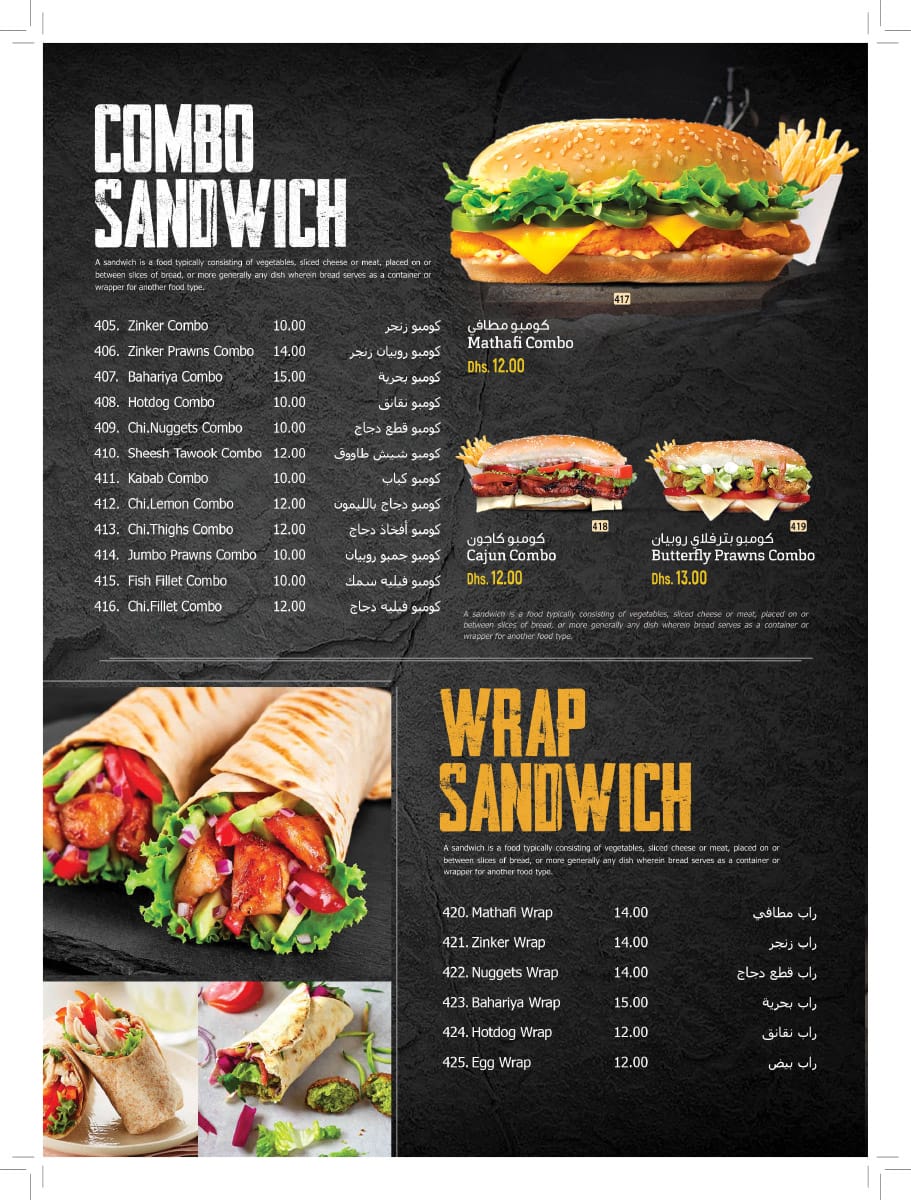 COMBO
SANDWICH
A sandwich is a food typically consisting of vegetables, sliced cheese or meat, placed on or
between slices of bread, or more generally any dish wherein bread serves as a container or
wrapper for another food type.
405. Zinker Combo 10.00 كومبو زنجر
406. Zinker Prawns Combo 14.00 كومبو روبيان زنجر
407. Bahariya Combo 15.00 كومبو بحرية
408. Hotdog Combo 10.00 كومبو نقانق
409. Chi.Nuggets Combo 10.00 كومبو قطع دجاج
410. Sheesh Tawook Combo 12.00 كومبو شيش طاووق
411. Kabab Combo 10.00 كومبو كباب
412. Chi.Lemon Combo 12.00 كومبو دجاج بالليمون
413. Chi.Thighs Combo 12.00 كومبو أفخاذ دجاج
414. Jumbo Prawns Combo 10.00 كومبو جمبو روبيان
415. Fish Fillet Combo 10.00 كومبو فيليه سمك
416. Chi.Fillet Combo 12.00 كومبو فيليه دجاج
417
كومبو مطافي
Mathafi Combo
Dhs. 12.00
418
كومبو كاجون
Cajun Combo
Dhs. 12.00
419
كومبو بترفلاي روبيان
Butterfly Prawns Combo
Dhs. 13.00
A sandwich is a food typically consisting of vegetables, sliced cheese or meat, placed on or
between slices of bread, or more generally any dish wherein bread serves as a container or
wrapper for another food type.
WRAP
SANDWICH
A sandwich is a food typically consisting of vegetables, sliced cheese or meat, placed on or
between slices of bread, or more generally any dish wherein bread serves as a container or
wrapper for another food type.
420. Mathafi Wrap 14.00 راب مطافي
421. Zinker Wrap 14.00 راب زنجر
422. Nuggets Wrap 14.00 راب قطع دجاج
423. Bahariya Wrap 15.00 راب بحرية
424. Hotdog Wrap 12.00 راب نقانق
425. Egg Wrap 12.00 راب بيض